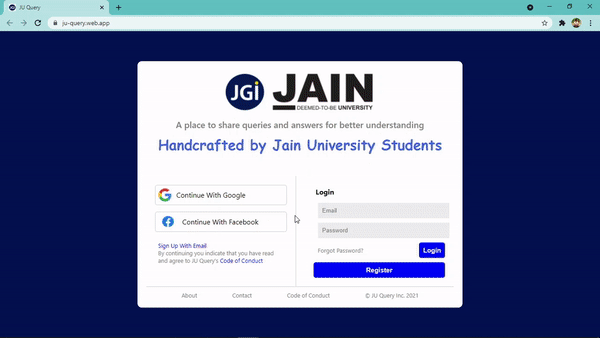 JU Query
ju-query.web.app
JGi JAIN
DEEMED-TO-BE UNIVERSITY
A place to share queries and answers for better understanding
Handcrafted by Jain University Students
Continue With Google
Continue With Facebook
Sign Up With Email
By continuing you indicate that you have read
and agree to JU Query's Code of Conduct
Login
Email
Password
Forgot Password?
Login
Register
About
Contact
Code of Conduct
© JU Query Inc. 2021